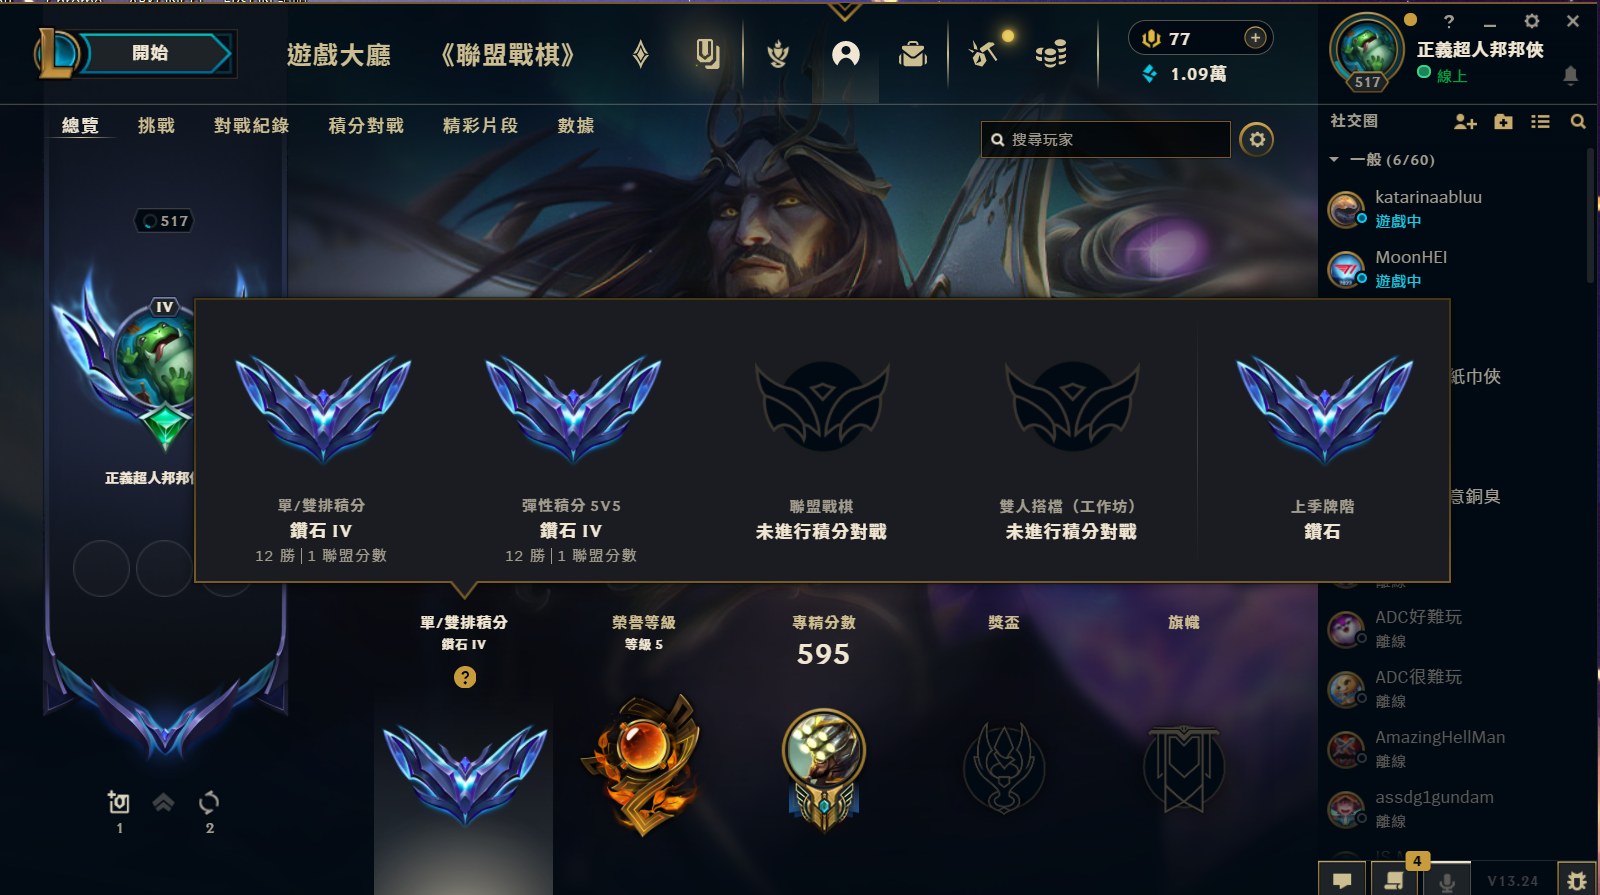 開始
遊戲大廳
《聯盟戰棋》
77
1.09萬
?
正義超人邦邦俠
517
線上
總覽
挑戰
對戰紀錄
積分對戰
精彩片段
數據
搜尋玩家
社交圈
一般 (6/60)
katarinaabluu
遊戲中
MoonHEI
遊戲中
紙巾俠
意銅臭
離線
ADC好難玩
離線
ADC很難玩
離線
AmazingHellMan
離線
assdg1gundam
離線
517
IV
正義超人邦邦
單/雙排積分
鑽石 IV
12 勝 | 1 聯盟分數
彈性積分 5V5
鑽石 IV
12 勝 | 1 聯盟分數
聯盟戰棋
未進行積分對戰
雙人搭檔（工作坊）
未進行積分對戰
上季牌階
鑽石
單/雙排積分
鑽石 IV
?
榮譽等級
等級 5
專精分數
595
獎盃
旗幟
1
2
4
V13.24